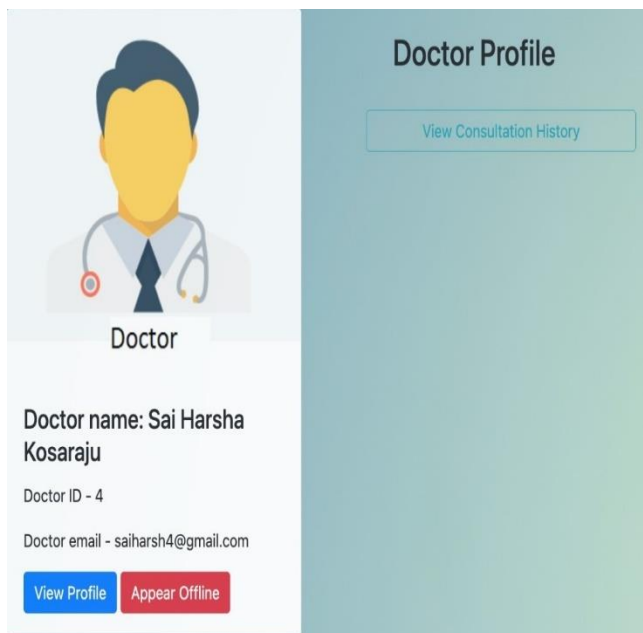 Doctor
Doctor name: Sai Harsha
Kosaraju
Doctor ID - 4
Doctor email - saiharsh4@gmail.com
View Profile
Appear Offline
Doctor Profile
View Consultation History